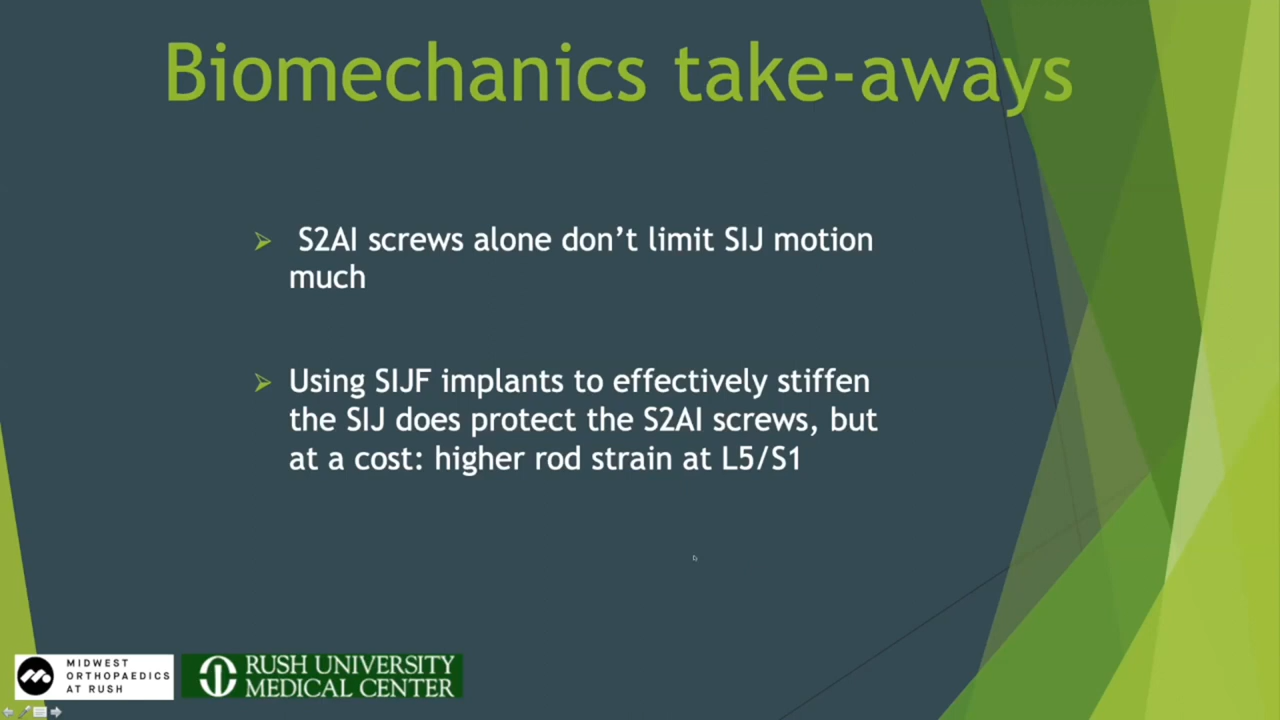 Biomechanics take-aways
S2AI screws alone don’t limit SIJ motion
much
Using SIJF implants to effectively stiffen
the SIJ does protect the S2AI screws, but
at a cost: higher rod strain at L5/S1
MIDWEST
ORTHOPAEDICS
AT RUSH
RUSH UNIVERSITY
MEDICAL CENTER